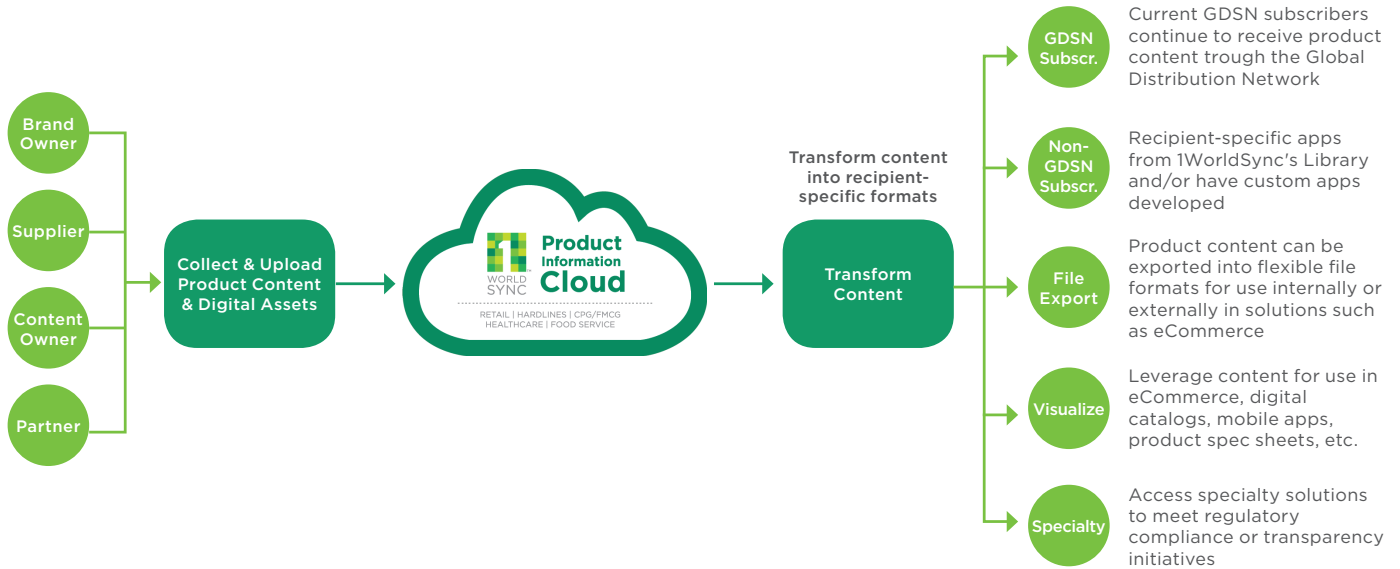 Brand
Owner
Supplier
Content
Owner
Partner
Collect & Upload
Product Content
& Digital Assets
1
WORLD
SYNC
Product
Information
Cloud
RETAIL | HARDLINES | CPG/FMCG
HEALTHCARE | FOOD SERVICE
Transform content
into recipient-
specific formats
Transform
Content
GDSN
Subscr.
Current GDSN subscribers
continue to receive product
content trough the Global
Distribution Network
Non-
GDSN
Subscr.
Recipient-specific apps
from 1WorldSync's Library
and/or have custom apps
developed
File
Export
Product content can be
exported into flexible file
formats for use internally or
externally in solutions such
as eCommerce
Visualize
Leverage content for use in
eCommerce, digital
catalogs, mobile apps,
product spec sheets, etc.
Specialty
Access specialty solutions
to meet regulatory
compliance or transparency
initiatives